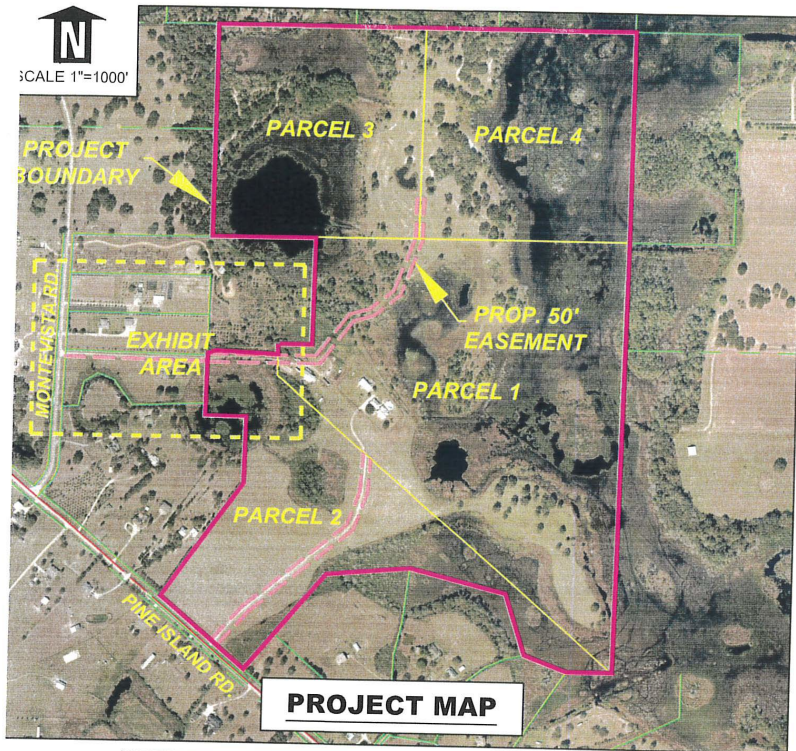 N
SCALE 1"=1000'
PARCEL 3
PARCEL 4
PROJECT
BOUNDARY
MONTEVISTA RD.
EXHIBIT
AREA
PROP. 50'
EASEMENT
PARCEL 1
PARCEL 2
PINE ISLAND RD.
PROJECT MAP